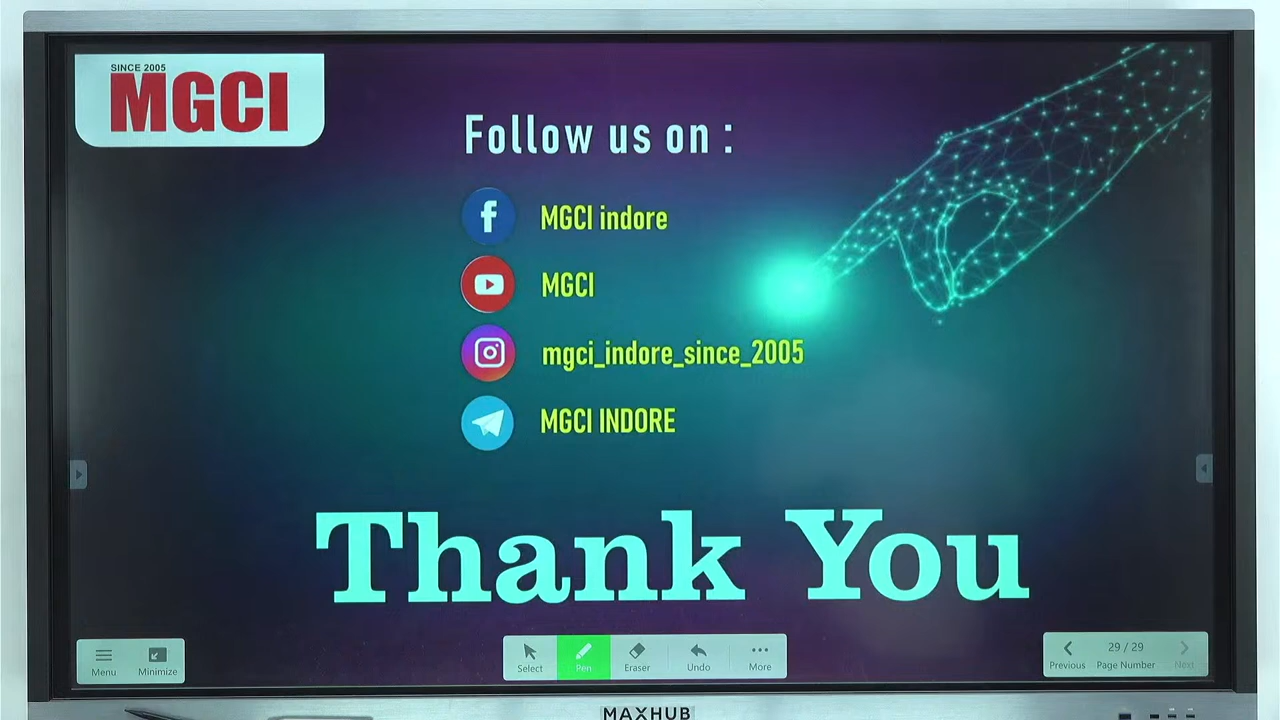 SINCE 2005
MGCI
Follow us on :
MGCI indore
MGCI
mgci_indore_since_2005
MGCI INDORE
Thank You
Menu
Minimize
Select
Pen
Eraser
Undo
More
29 / 29
Previous
Page Number
Next
MAXHUB